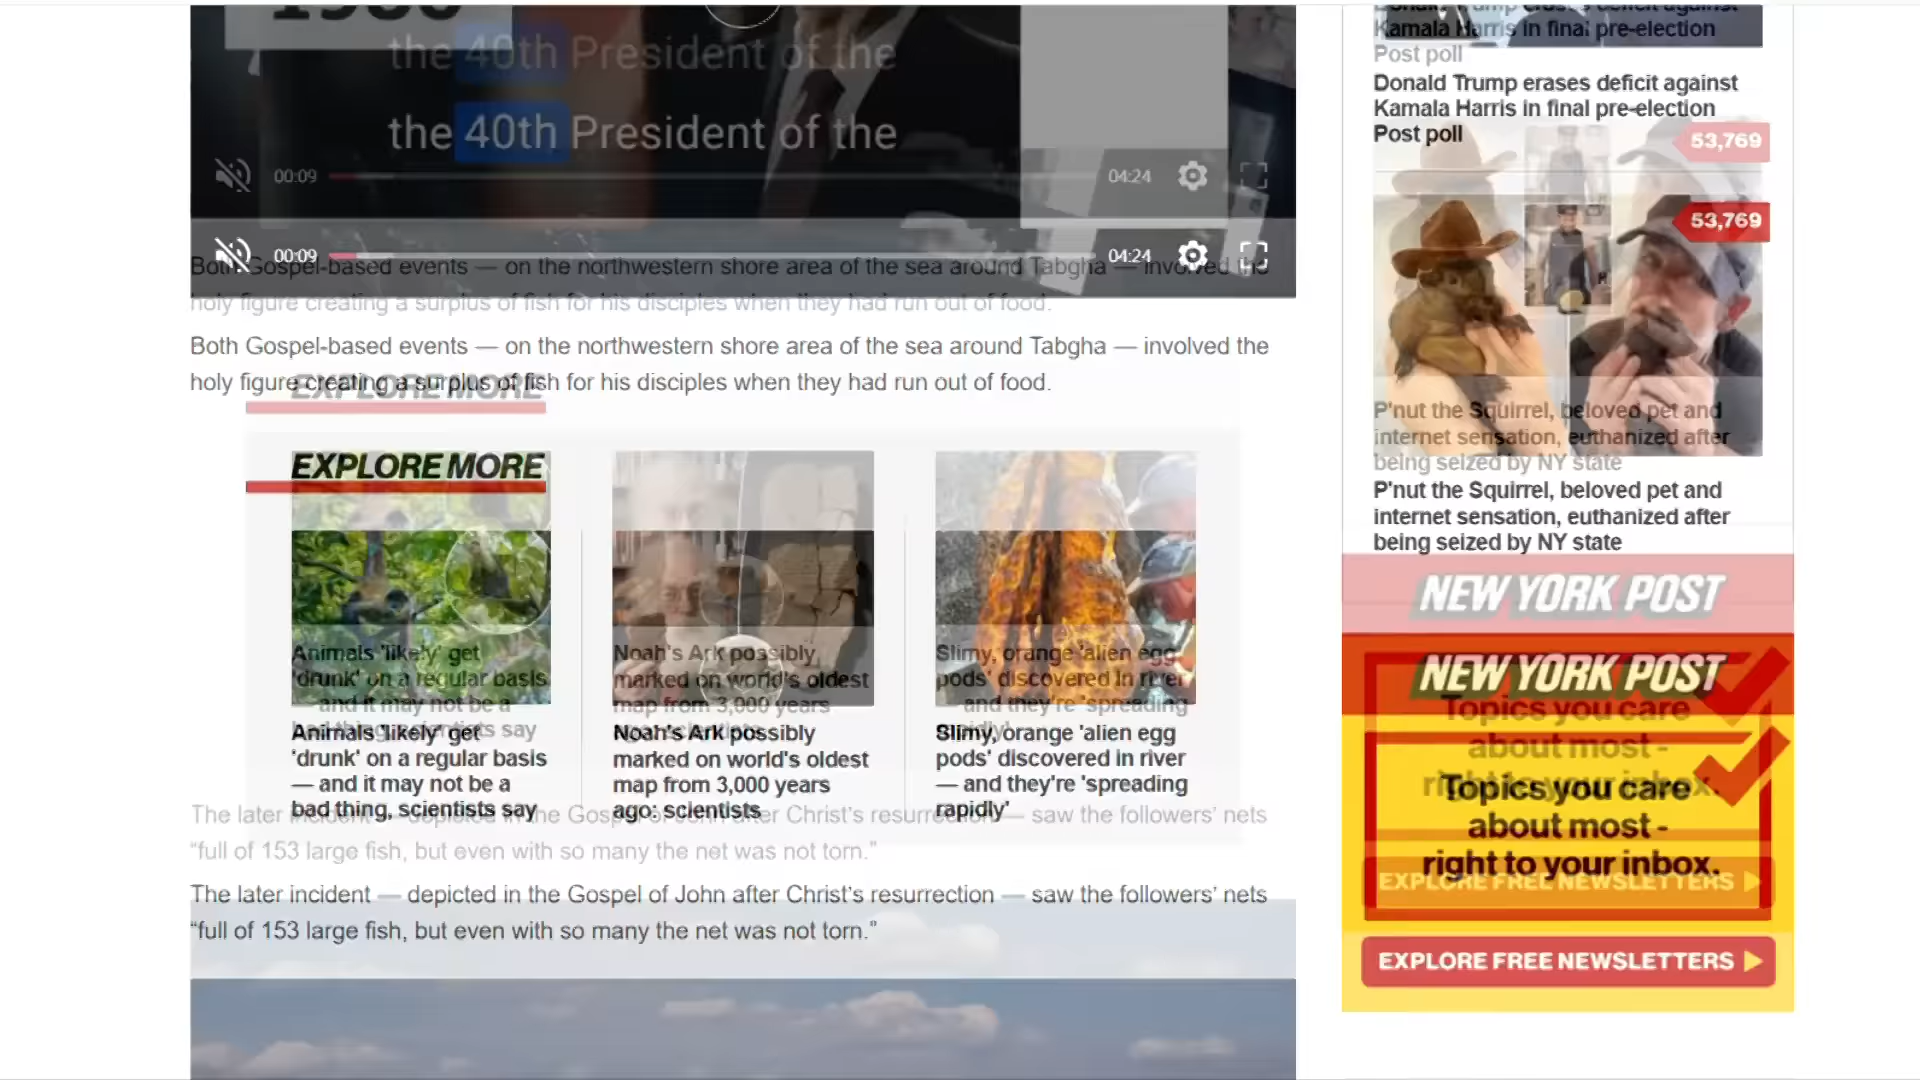 1980
the 40th President of the
00:09
04:24
Both Gospel-based events — on the northwestern shore area of the sea around Tabgha — involved the
holy figure creating a surplus of fish for his disciples when they had run out of food.
EXPLORE MORE
Animals 'likely' get
'drunk' on a regular basis
— and it may not be a
bad thing, scientists say
Noah's Ark possibly
marked on world's oldest
map from 3,000 years
ago: scientists
Slimy, orange 'alien egg
pods' discovered in river
— and they're 'spreading
rapidly'
The later incident — depicted in the Gospel of John after Christ’s resurrection — saw the followers’ nets
“full of 153 large fish, but even with so many the net was not torn.”
Donald Trump erases deficit against
Kamala Harris in final pre-election
Post poll
53,769
P'nut the Squirrel, beloved pet and
internet sensation, euthanized after
being seized by NY state
NEW YORK POST
Topics you care
about most -
right to your inbox.
EXPLORE FREE NEWSLETTERS